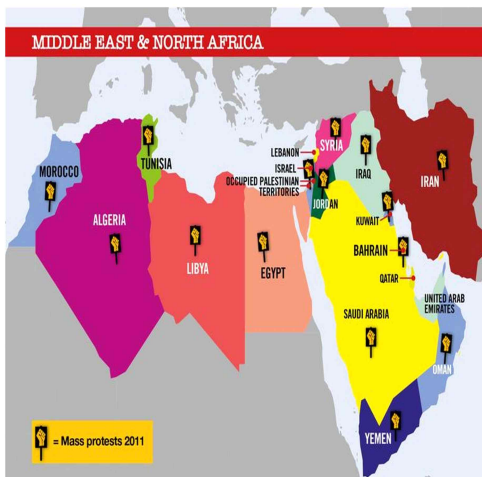 MIDDLE EAST & NORTH AFRICA
MOROCCO
ALGERIA
TUNISIA
LIBYA
EGYPT
LEBANON
ISRAEL
OCCUPIED PALESTINIAN
TERRITORIES
SYRIA
JORDAN
IRAQ
IRAN
KUWAIT
BAHRAIN
QATAR
SAUDI ARABIA
UNITED ARAB
EMIRATES
OMAN
YEMEN
= Mass protests 2011